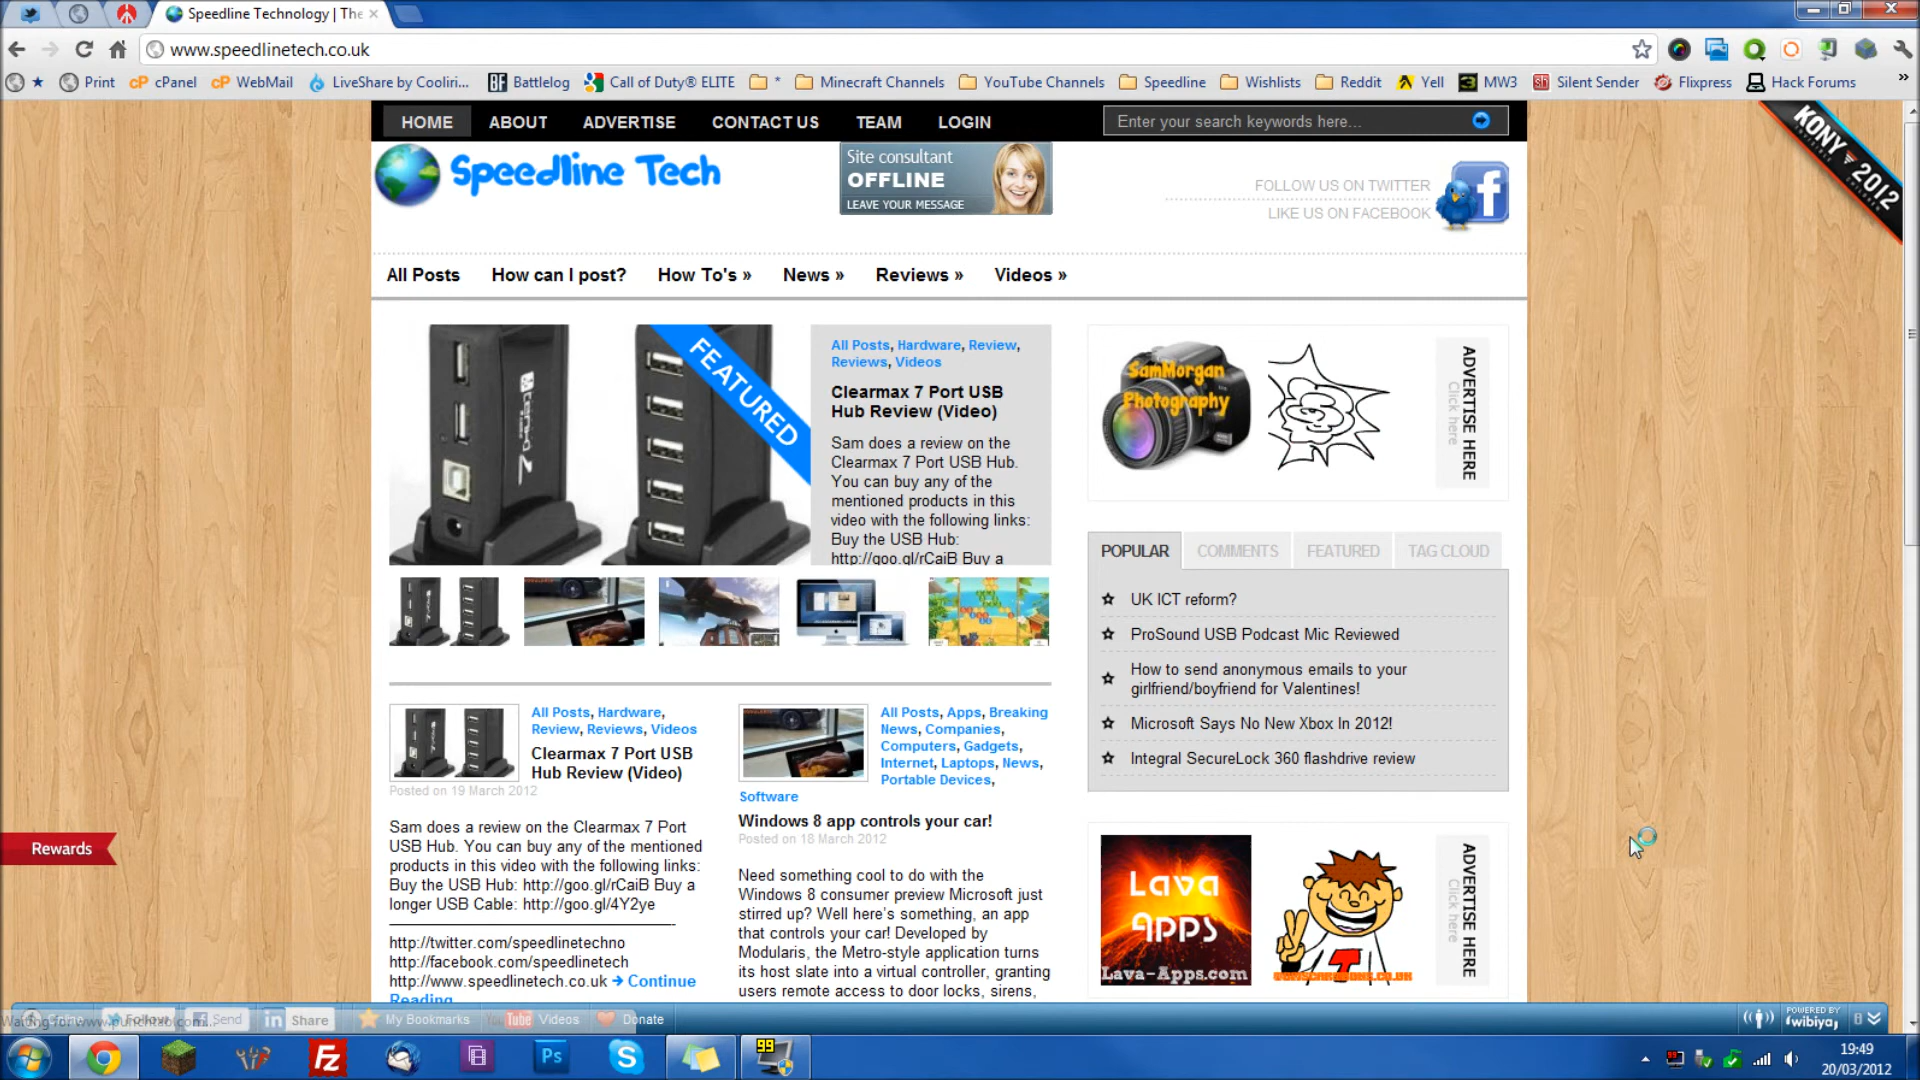 Speedline Technology | The
www.speedlinetech.co.uk
Print
cPanel
WebMail
LiveShare by Cooliri...
Battlelog
Call of Duty® ELITE
*
Minecraft Channels
YouTube Channels
Speedline
Wishlists
Reddit
Yell
MW3
Silent Sender
Flixpress
Hack Forums
HOME
ABOUT
ADVERTISE
CONTACT US
TEAM
LOGIN
Enter your search keywords here...
KONY 2012
Speedline Tech
Site consultant
OFFLINE
LEAVE YOUR MESSAGE
FOLLOW US ON TWITTER
LIKE US ON FACEBOOK
All Posts
How can I post?
How To's »
News »
Reviews »
Videos »
FEATURED
All Posts, Hardware, Review,
Reviews, Videos
Clearmax 7 Port USB
Hub Review (Video)
Sam does a review on the
Clearmax 7 Port USB Hub.
You can buy any of the
mentioned products in this
video with the following links:
Buy the USB Hub:
http://goo.gl/rCaiB Buy a
SamMorgan
Photography
ADVERTISE HERE
Click here
POPULAR
COMMENTS
FEATURED
TAG CLOUD
UK ICT reform?
ProSound USB Podcast Mic Reviewed
How to send anonymous emails to your
girlfriend/boyfriend for Valentines!
Microsoft Says No New Xbox In 2012!
Integral SecureLock 360 flashdrive review
All Posts, Hardware,
Review, Reviews, Videos
Clearmax 7 Port USB
Hub Review (Video)
Posted on 19 March 2012
Sam does a review on the Clearmax 7 Port
USB Hub. You can buy any of the mentioned
products in this video with the following links:
Buy the USB Hub: http://goo.gl/rCaiB Buy a
longer USB Cable: http://goo.gl/4Y2ye
http://twitter.com/speedlinetechno
http://facebook.com/speedlinetech
http://www.speedlinetech.co.uk → Continue
Reading
All Posts, Apps, Breaking
News, Companies,
Computers, Gadgets,
Internet, Laptops, News,
Portable Devices,
Software
Windows 8 app controls your car!
Posted on 18 March 2012
Need something cool to do with the
Windows 8 consumer preview Microsoft just
stirred up? Well here's something, an app
that controls your car! Developed by
Modularis, the Metro-style application turns
its host slate into a virtual controller, granting
users remote access to door locks, sirens,
Lava
Apps
Lava-Apps.com
ADVERTISE HERE
Click here
Rewards
Waiting for www.punchtab.com...
Follow
Send
Share
My Bookmarks
Tube Videos
Donate
POWERED BY
wibiya
Fz
Ps
99
19:49
20/03/2012